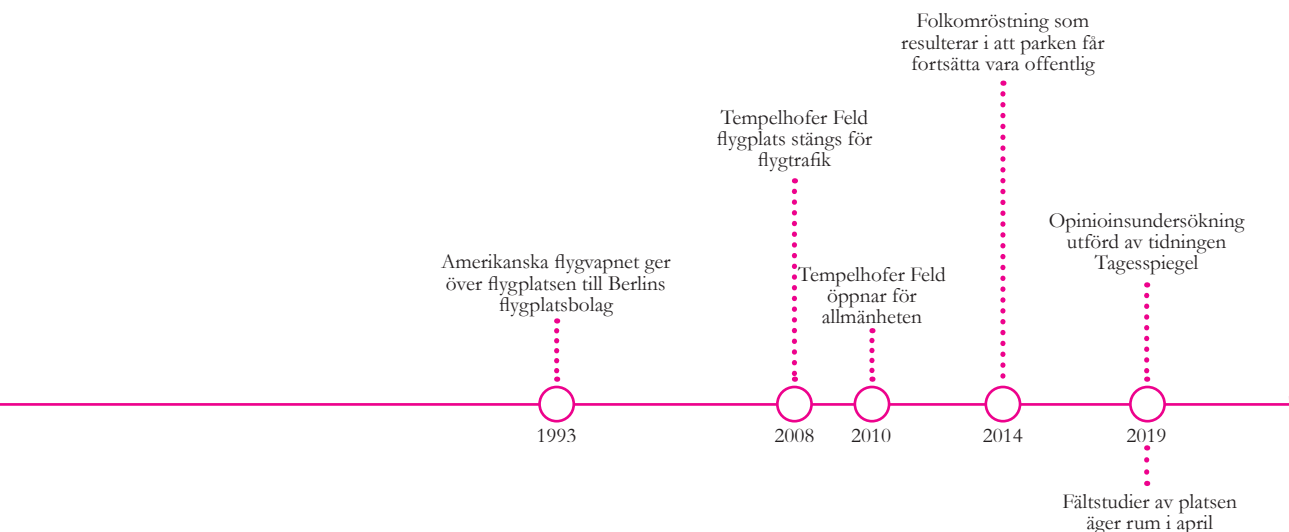 Folkomröstning som
resulterar i att parken får
fortsätta vara offentlig
Tempelhofer Feld
flygplats stängs för
flygtrafik
Opinioinsundersökning
utförd av tidningen
Tagesspiegel
Amerikanska flygvapnet ger
över flygplatsen till Berlins
flygplatsbolag
Tempelhofer Feld
öppnar för
allmänheten
1993
2008
2010
2014
2019
Fältstudier av platsen
äger rum i april